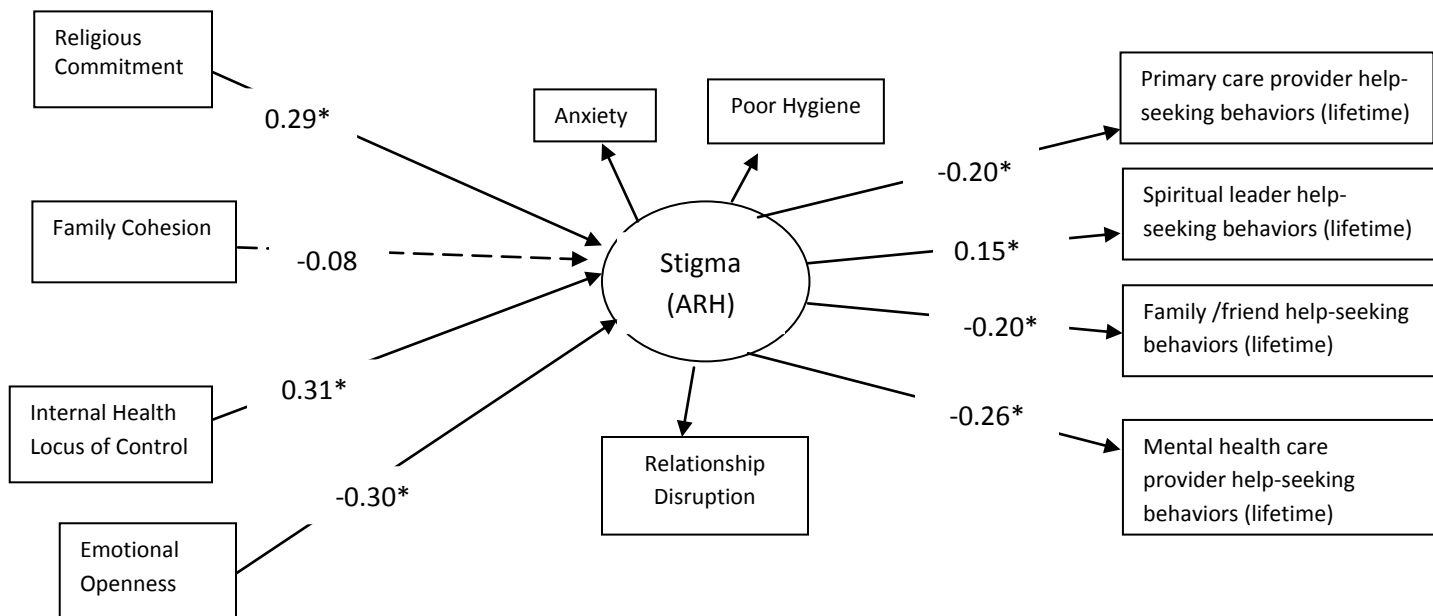 Religious
Commitment
0.29*
Family Cohesion
-0.08
Internal Health
Locus of Control
0.31*
Emotional
Openness
-0.30*
Anxiety
Poor Hygiene
Stigma
(ARH)
Relationship
Disruption
-0.20*
0.15*
-0.20*
-0.26*
Primary care provider help-
seeking behaviors (lifetime)
Spiritual leader help-
seeking behaviors (lifetime)
Family /friend help-seeking
behaviors (lifetime)
Mental health care
provider help-seeking
behaviors (lifetime)